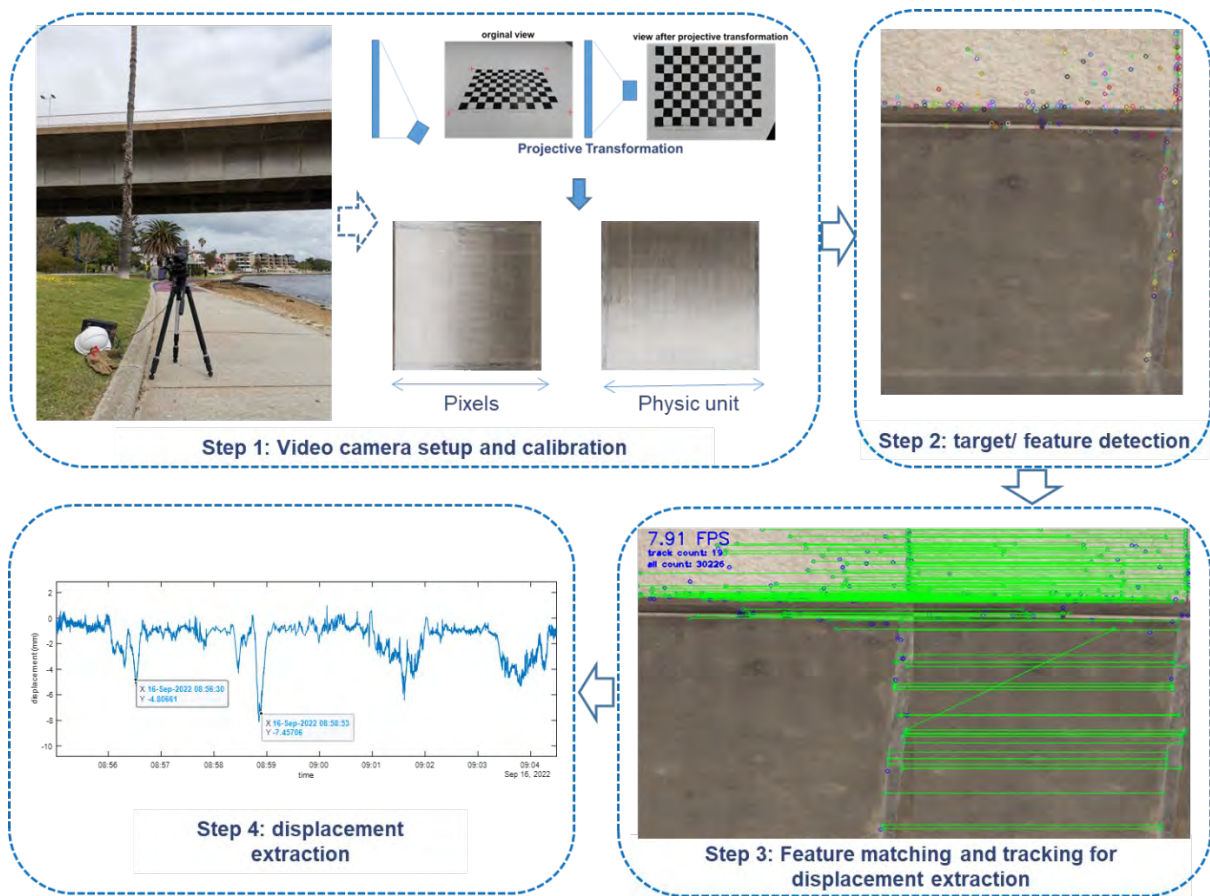 orginal view
view after projective transformation
Projective Transformation
Pixels
Physic unit
Step 1: Video camera setup and calibration
Step 2: target/ feature detection
7.91 FPS
track count: 19
all count: 30226
Step 3: Feature matching and tracking for
displacement extraction
2
0
-2
-4
-6
-8
-10
displacement(mm)
X 16-Sep-2022 08:56:30
Y -4.80661
X 16-Sep-2022 08:58:53
Y -7.45706
08:56
08:57
08:58
08:59
09:00
09:01
09:02
09:03
09:04
time
Sep 16, 2022
Step 4: displacement
extraction